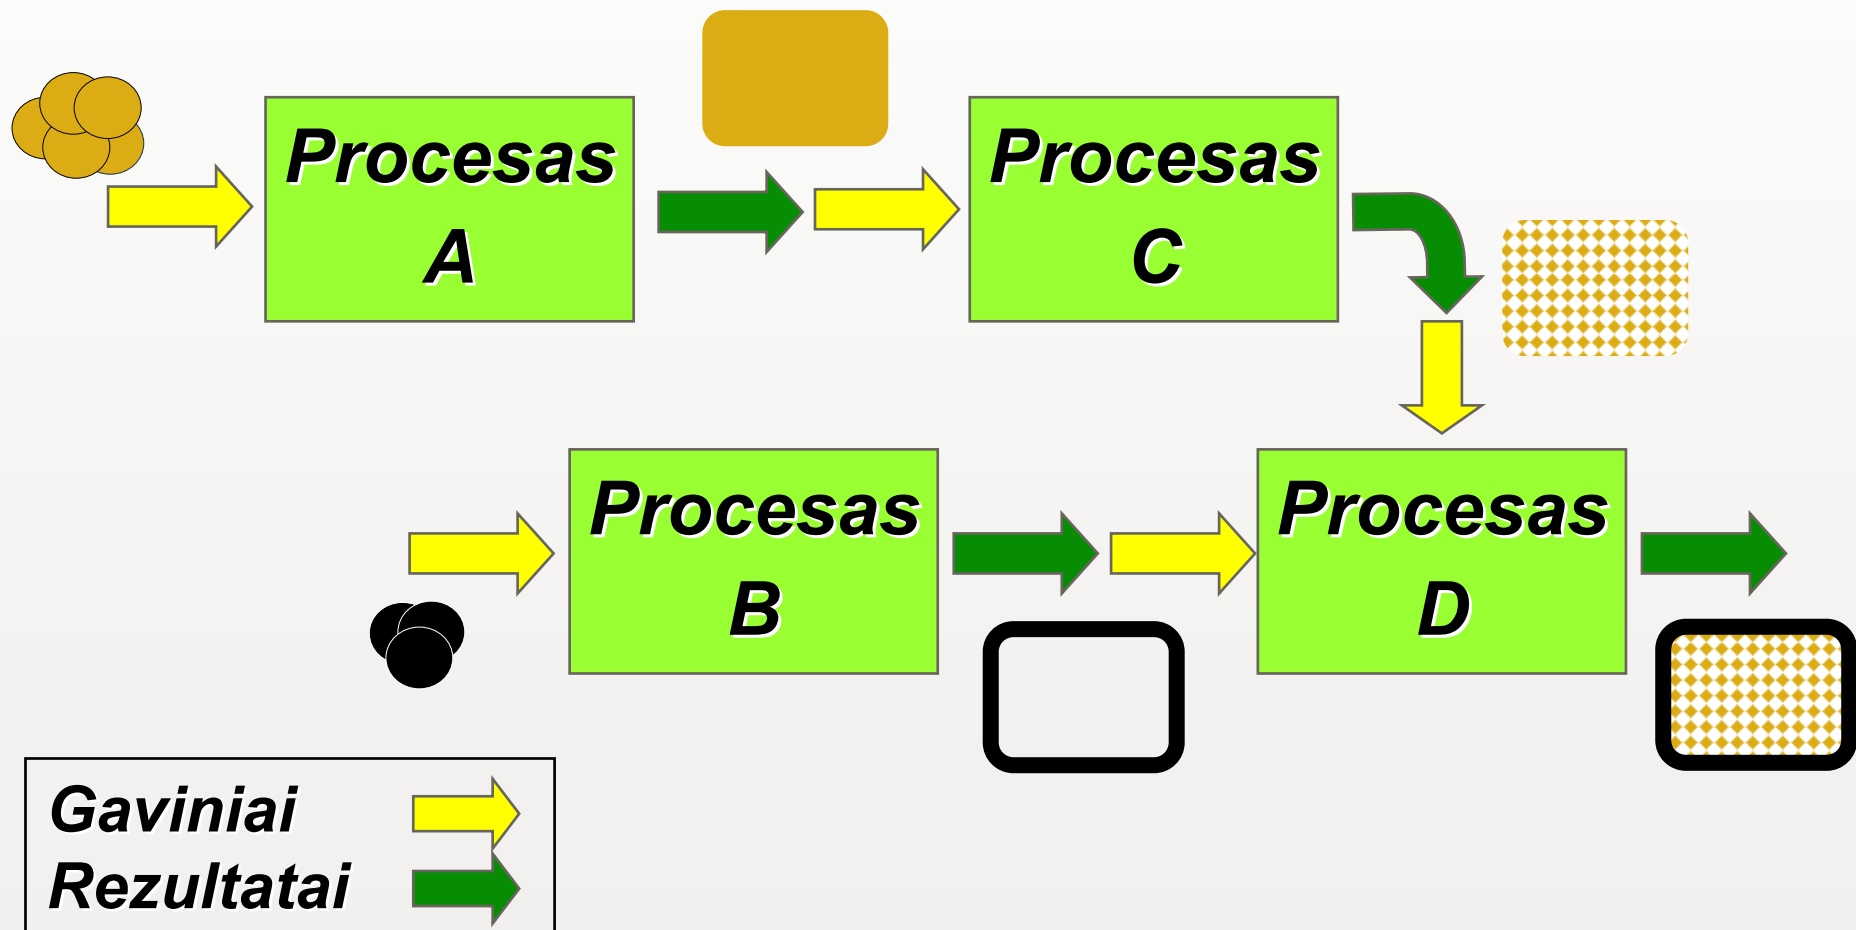 Procesas
A
Procesas
C
Procesas
B
Procesas
D
Gaviniai
Rezultatai